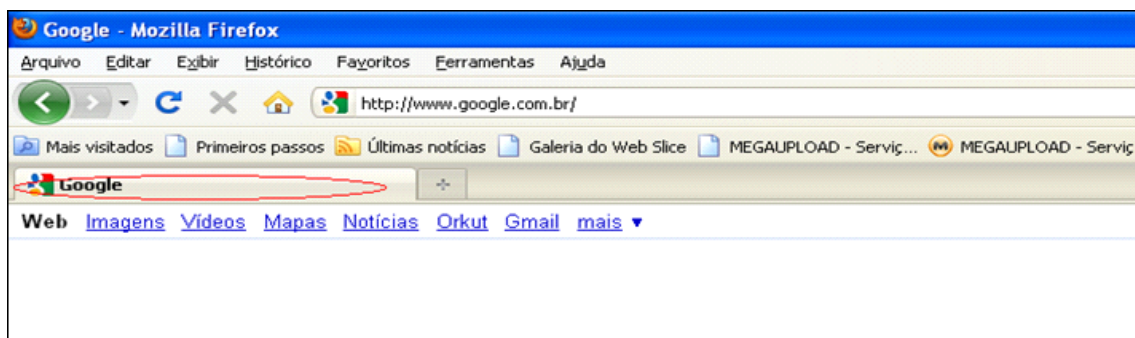 Google - Mozilla Firefox
Arquivo Editar Exibir Histórico Favoritos Ferramentas Ajuda
http://www.google.com.br/
Mais visitados Primeiros passos Últimas notícias Galeria do Web Slice MEGAUPLOAD - Serviç... MEGAUPLOAD - Serviç
Google
Web Imagens Vídeos Mapas Notícias Orkut Gmail mais